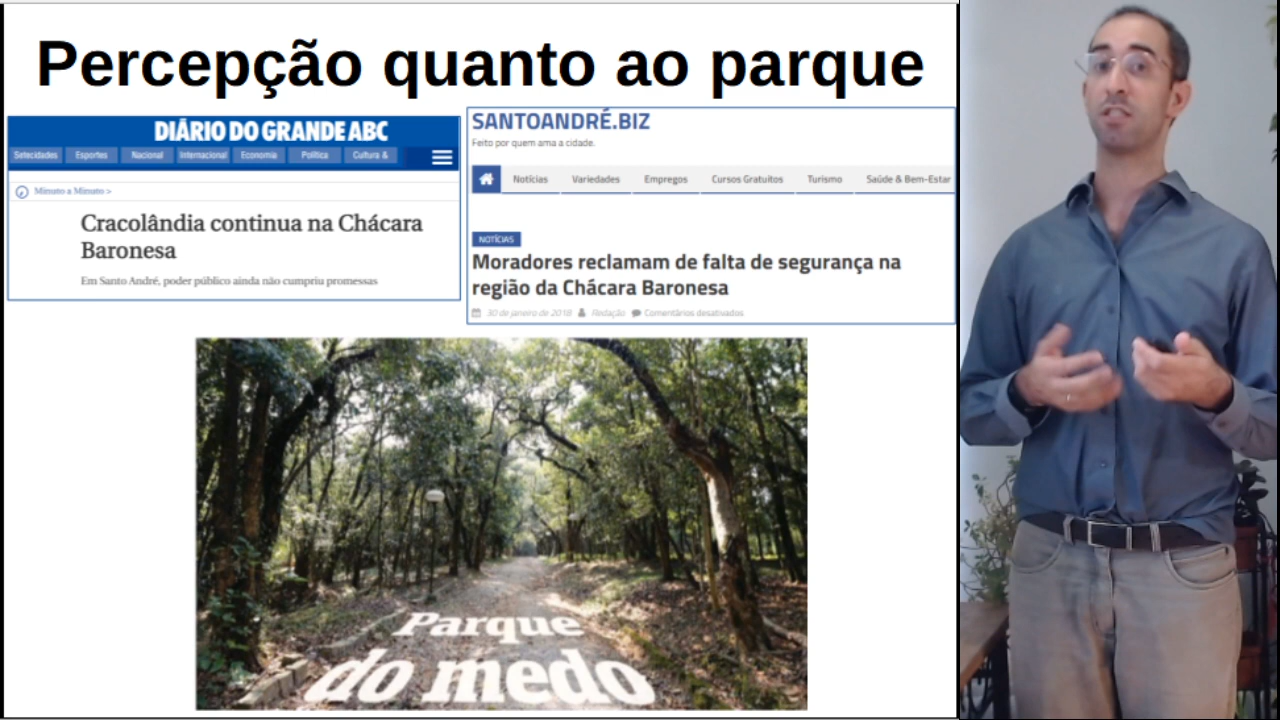 Percepção quanto ao parque
DIÁRIO DO GRANDE ABC
Setecidades Esportes Nacional Internacional Economia Política Cultura &
Minuto a Minuto >
Cracolândia continua na Chácara
Baronesa
Em Santo André, poder público ainda não cumpriu promessas
SANTOANDRÉ.BIZ
Feito por quem ama a cidade.
Notícias Variedades Empregos Cursos Gratuitos Turismo Saúde & Bem-Estar
NOTÍCIAS
Moradores reclamam de falta de segurança na
região da Chácara Baronesa
30 de janeiro de 2018 Redação Comentários desativados
Parque
do medo